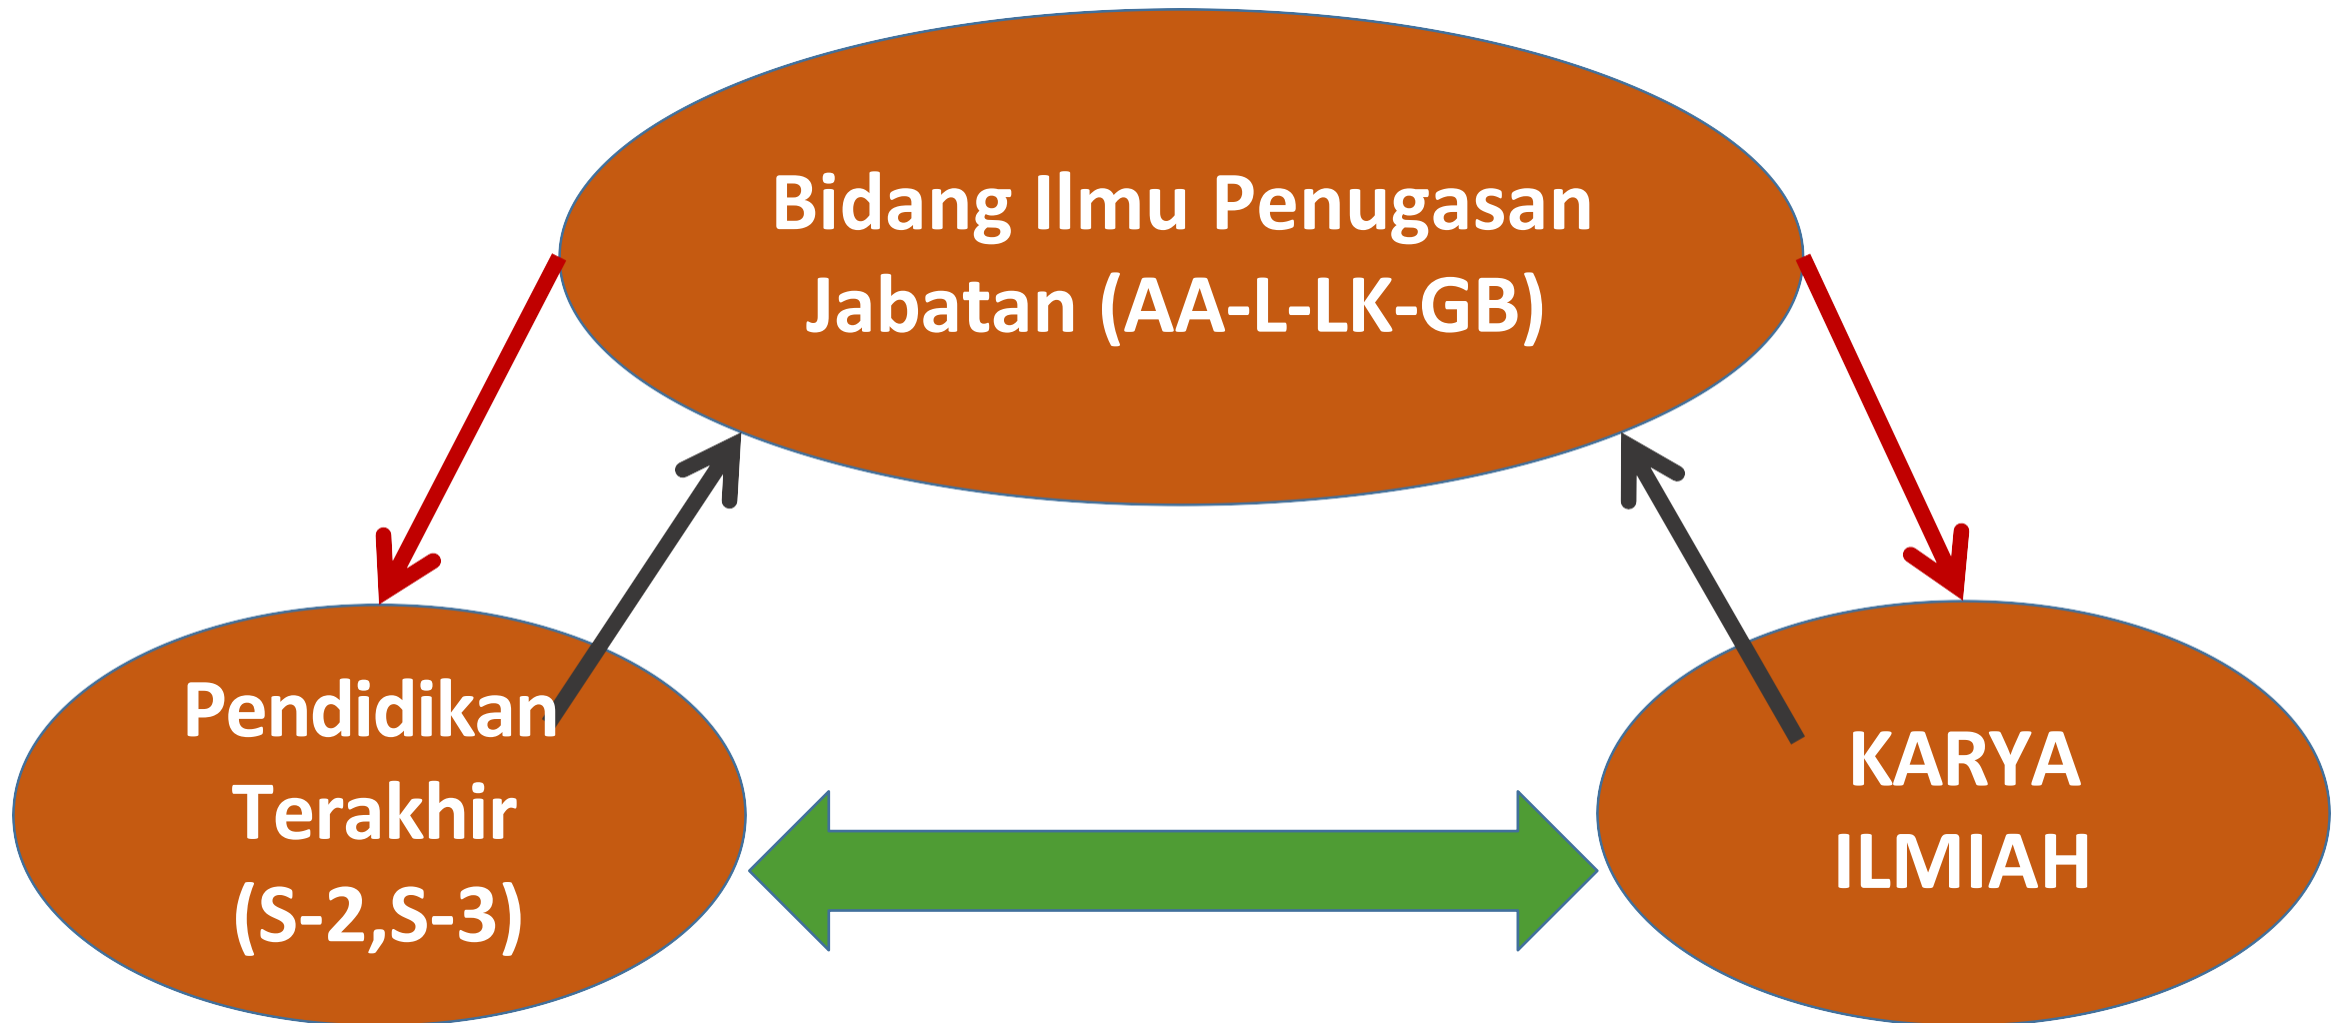 Bidang Ilmu Penugasan
Jabatan (AA-L-LK-GB)
Pendidikan
Terakhir
(S-2,S-3)
KARYA
ILMIAH